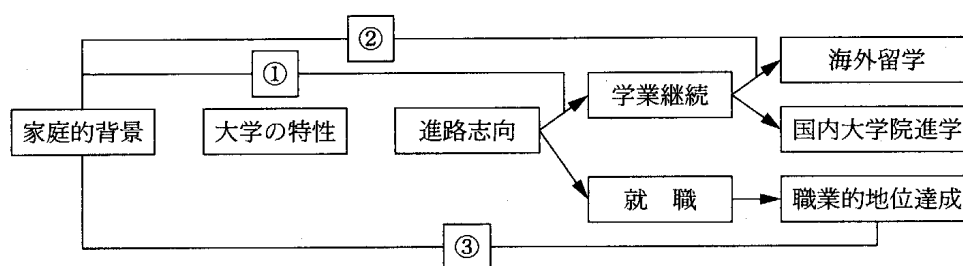 ②
海外留学
①
学業継続
家庭的背景
大学の特性
進路志向
国内大学院進学
就 職
職業的地位達成
③